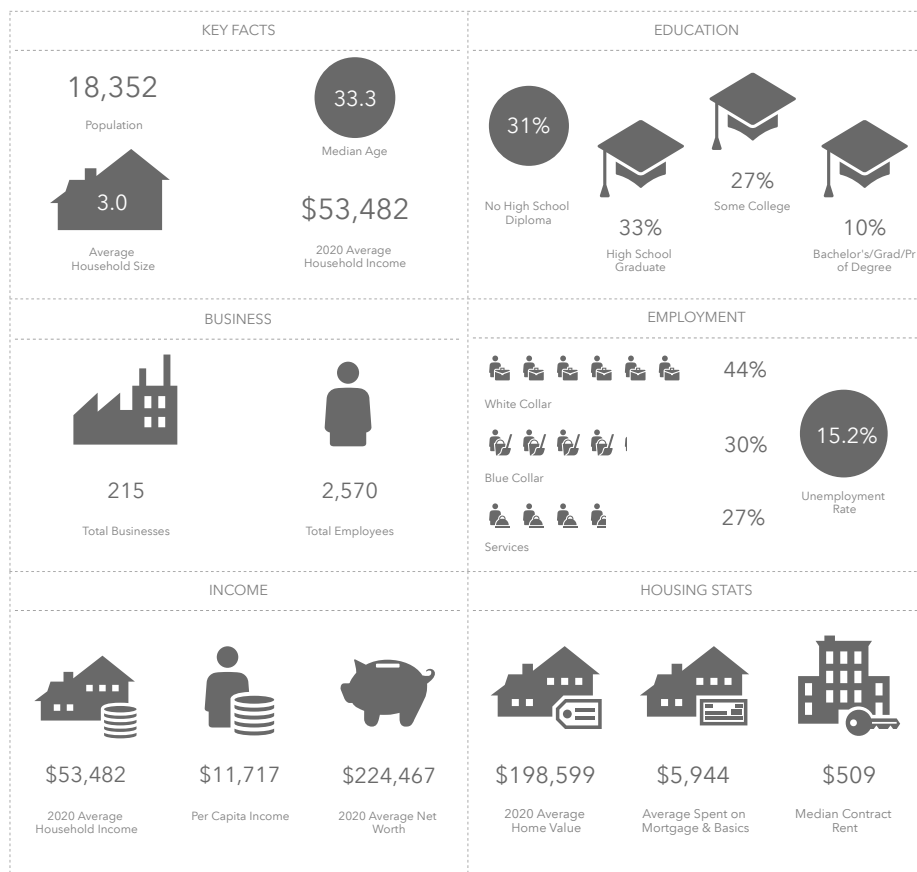 KEY FACTS
18,352
Population
33.3
Median Age
3.0
Average
Household Size
$53,482
2020 Average
Household Income
EDUCATION
31%
No High School
Diploma
33%
High School
Graduate
27%
Some College
10%
Bachelor's/Grad/Pr
of Degree
BUSINESS
215
Total Businesses
2,570
Total Employees
EMPLOYMENT
44%
White Collar
30%
Blue Collar
27%
Services
15.2%
Unemployment
Rate
INCOME
$53,482
2020 Average
Household Income
$11,717
Per Capita Income
$224,467
2020 Average Net
Worth
HOUSING STATS
$198,599
2020 Average
Home Value
$5,944
Average Spent on
Mortgage & Basics
$509
Median Contract
Rent